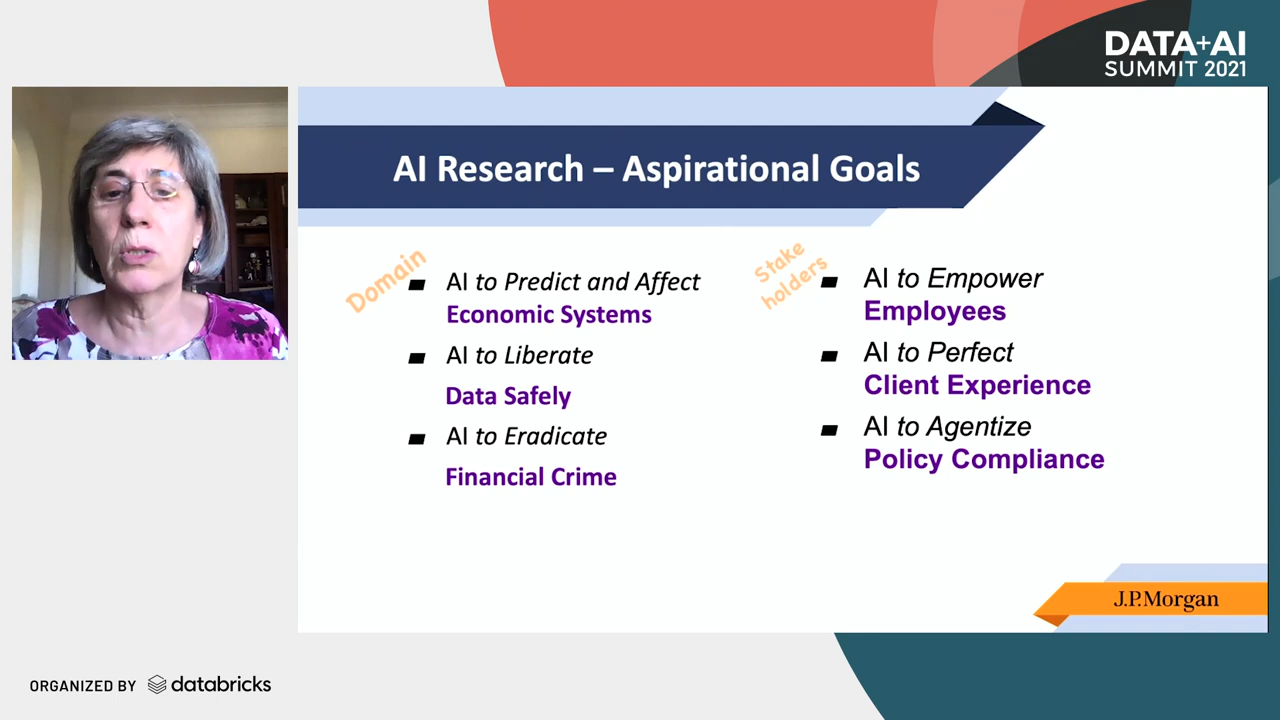 DATA+AI
SUMMIT 2021
AI Research – Aspirational Goals
Domain
AI to Predict and Affect
Economic Systems
AI to Liberate
Data Safely
AI to Eradicate
Financial Crime
Stake
holders
AI to Empower
Employees
AI to Perfect
Client Experience
AI to Agentize
Policy Compliance
J.P.Morgan
ORGANIZED BY databricks